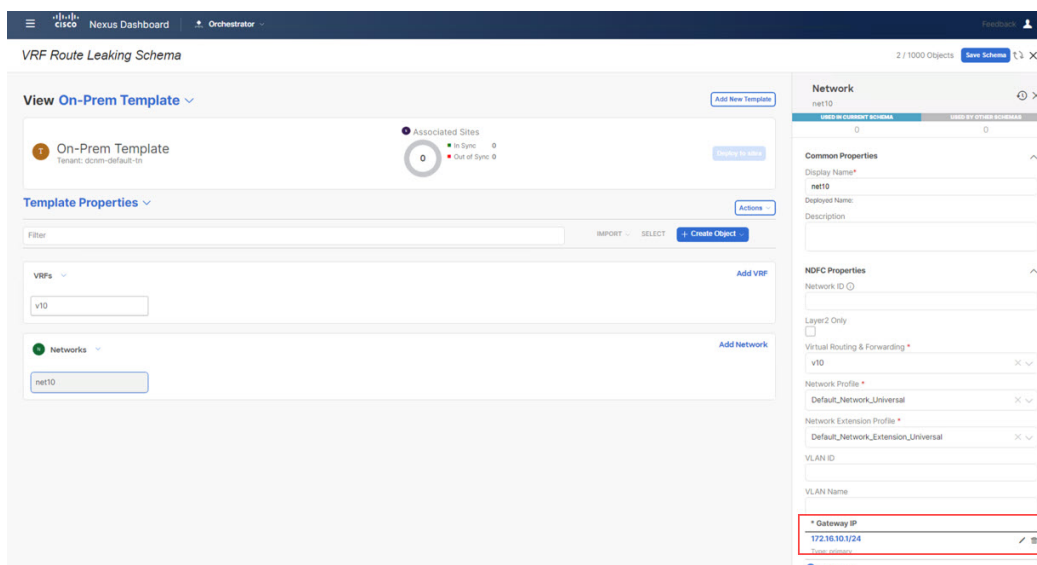 cisco Nexus Dashboard Orchestrator Feedback
VRF Route Leaking Schema 2 / 1000 Objects Save Schema
View On-Prem Template Add New Template
T On-Prem Template
Tenant: dcnm-default-tn
Associated Sites
0
In Sync 0
Out of Sync 0
Deploy to sites
Template Properties Actions
Filter IMPORT SELECT + Create Object
VRFs Add VRF
v10
N Networks Add Network
net10
Network
net10
USED IN CURRENT SCHEMA USED BY OTHER SCHEMAS
0 0
Common Properties
Display Name*
net10
Deployed Name:
Description
NDFC Properties
Network ID
Layer2 Only
Virtual Routing & Forwarding *
v10
Network Profile *
Default_Network_Universal
Network Extension Profile *
Default_Network_Extension_Universal
VLAN ID
VLAN Name
* Gateway IP
172.16.10.1/24
Type: primary